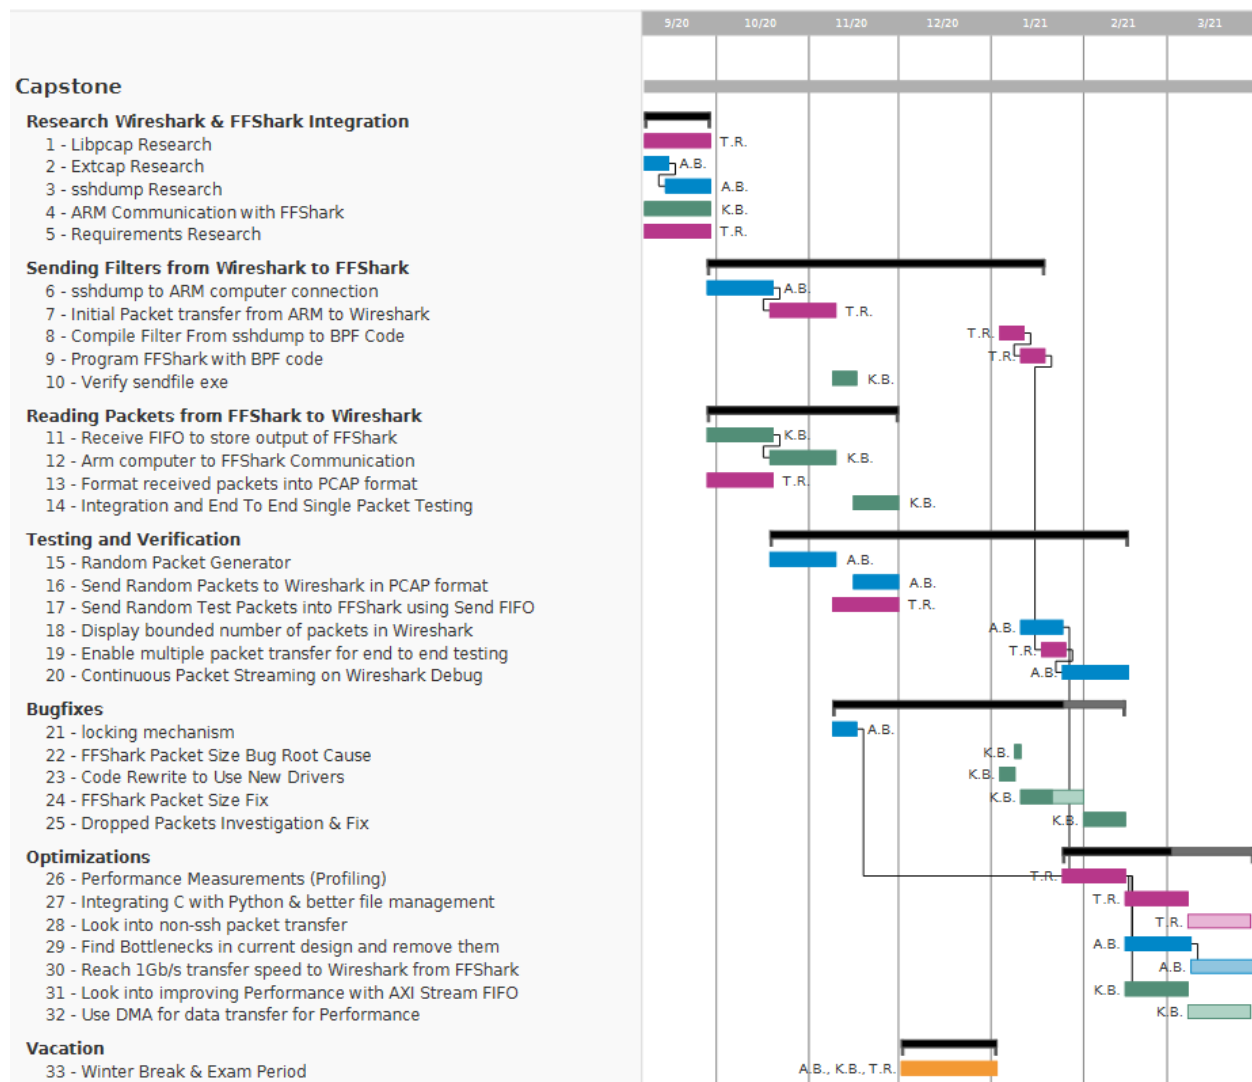 9/20 10/20 11/20 12/20 1/21 2/21 3/21
Capstone
Research Wireshark & FFShark Integration
1 - Libpcap Research T.R.
2 - Extcap Research A.B.
3 - sshdump Research A.B.
4 - ARM Communication with FFShark K.B.
5 - Requirements Research T.R.
Sending Filters from Wireshark to FFShark
6 - sshdump to ARM computer connection A.B.
7 - Initial Packet transfer from ARM to Wireshark T.R.
8 - Compile Filter From sshdump to BPF Code T.R.
9 - Program FFShark with BPF code T.R.
10 - Verify sendfile exe K.B.
Reading Packets from FFShark to Wireshark
11 - Receive FIFO to store output of FFShark K.B.
12 - Arm computer to FFShark Communication K.B.
13 - Format received packets into PCAP format T.R.
14 - Integration and End To End Single Packet Testing K.B.
Testing and Verification
15 - Random Packet Generator A.B.
16 - Send Random Packets to Wireshark in PCAP format A.B.
17 - Send Random Test Packets into FFShark using Send FIFO T.R.
18 - Display bounded number of packets in Wireshark A.B.
19 - Enable multiple packet transfer for end to end testing T.R.
20 - Continuous Packet Streaming on Wireshark Debug A.B.
Bugfixes
21 - locking mechanism A.B.
22 - FFShark Packet Size Bug Root Cause K.B.
23 - Code Rewrite to Use New Drivers K.B.
24 - FFShark Packet Size Fix K.B.
25 - Dropped Packets Investigation & Fix K.B.
Optimizations
26 - Performance Measurements (Profiling) T.R.
27 - Integrating C with Python & better file management T.R.
28 - Look into non-ssh packet transfer T.R.
29 - Find Bottlenecks in current design and remove them A.B.
30 - Reach 1Gb/s transfer speed to Wireshark from FFShark A.B.
31 - Look into improving Performance with AXI Stream FIFO K.B.
32 - Use DMA for data transfer for Performance K.B.
Vacation
33 - Winter Break & Exam Period A.B., K.B., T.R.